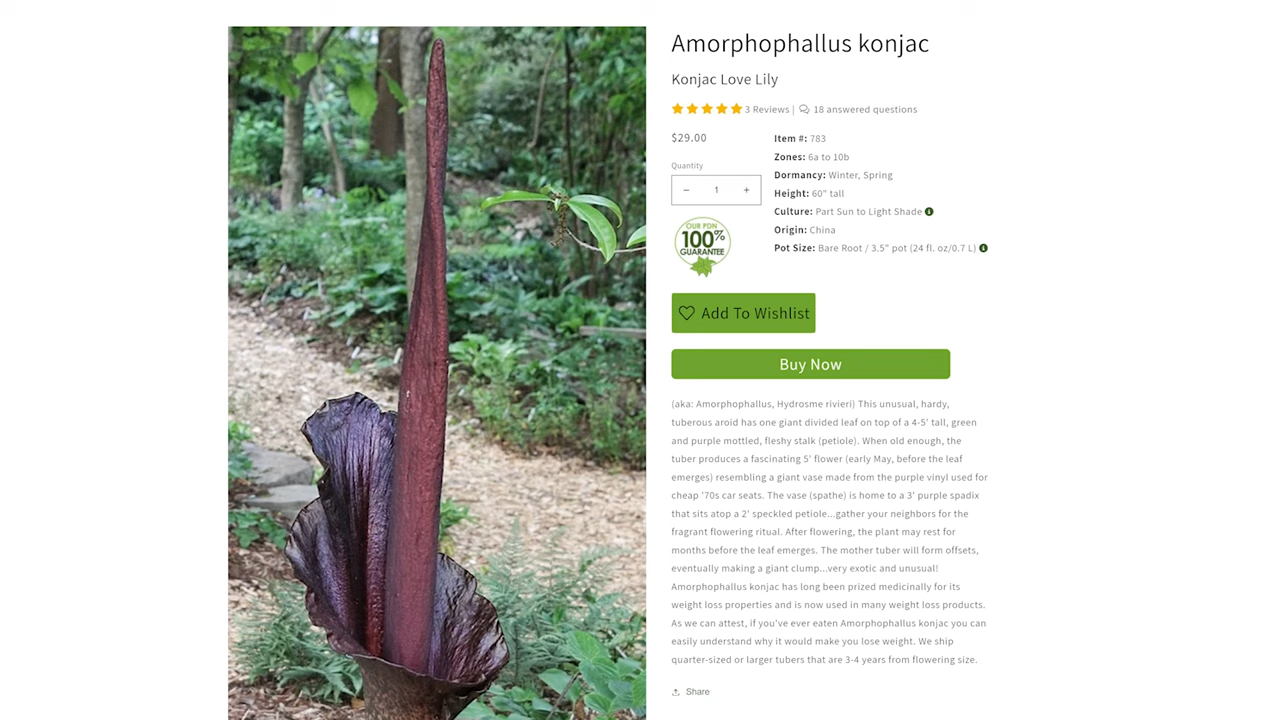 Amorphophallus konjac
Konjac Love Lily
3 Reviews | 18 answered questions
$29.00
Quantity
− 1 +
OUR PDN
100%
GUARANTEE
Item #: 783
Zones: 6a to 10b
Dormancy: Winter, Spring
Height: 60" tall
Culture: Part Sun to Light Shade
Origin: China
Pot Size: Bare Root / 3.5" pot (24 fl. oz/0.7 L)
Add To Wishlist
Buy Now
(aka: Amorphophallus, Hydrosme rivieri) This unusual, hardy,
tuberous aroid has one giant divided leaf on top of a 4-5' tall, green
and purple mottled, fleshy stalk (petiole). When old enough, the
tuber produces a fascinating 5' flower (early May, before the leaf
emerges) resembling a giant vase made from the purple vinyl used for
cheap '70s car seats. The vase (spathe) is home to a 3' purple spadix
that sits atop a 2' speckled petiole...gather your neighbors for the
fragrant flowering ritual. After flowering, the plant may rest for
months before the leaf emerges. The mother tuber will form offsets,
eventually making a giant clump...very exotic and unusual!
Amorphophallus konjac has long been prized medicinally for its
weight loss properties and is now used in many weight loss products.
As we can attest, if you've ever eaten Amorphophallus konjac you can
easily understand why it would make you lose weight. We ship
quarter-sized or larger tubers that are 3-4 years from flowering size.
Share